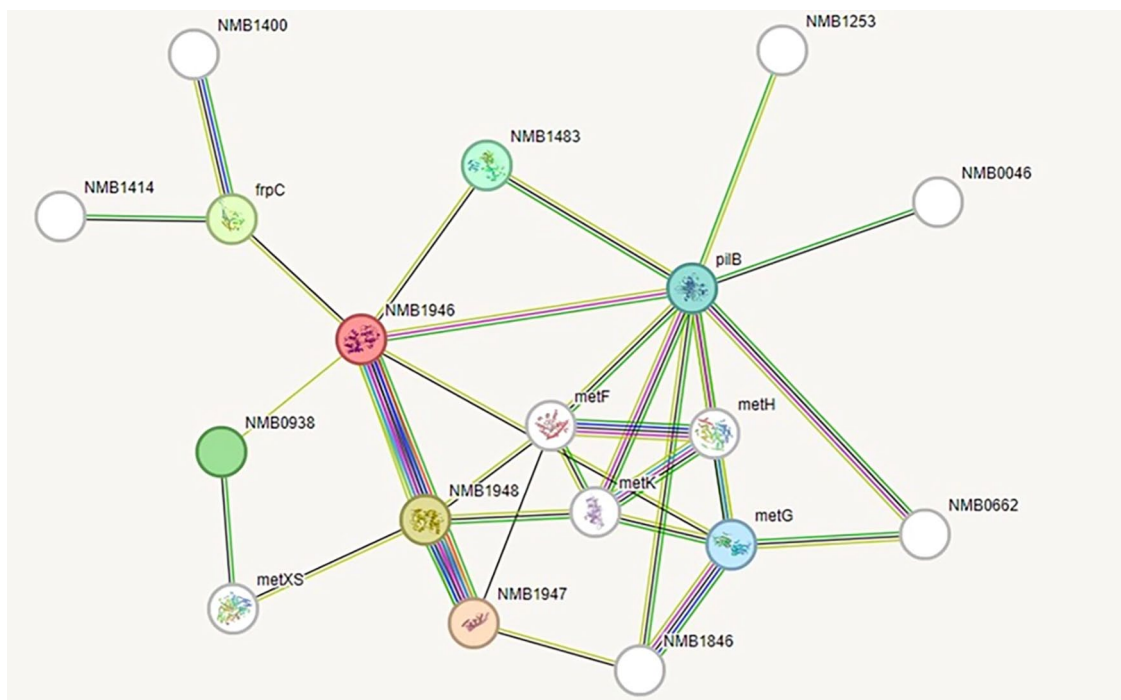 NMB1400
NMB1253
NMB1483
NMB0046
NMB1414
frpC
pilB
NMB1946
metF
metH
NMB0938
metK
NMB1948
metG
NMB0662
metXS
NMB1947
NMB1846